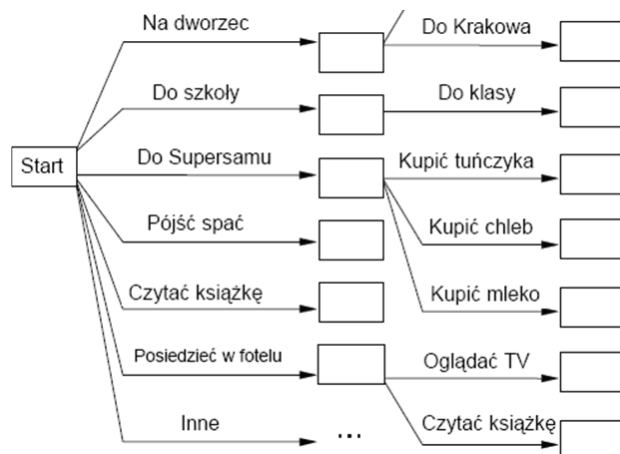 Na dworzec
Do Krakowa
Do szkoły
Do klasy
Start
Do Supersamu
Kupić tuńczyka
Pójść spać
Kupić chleb
Czytać książkę
Kupić mleko
Posiedzieć w fotelu
Oglądać TV
Inne
...
Czytać książkę